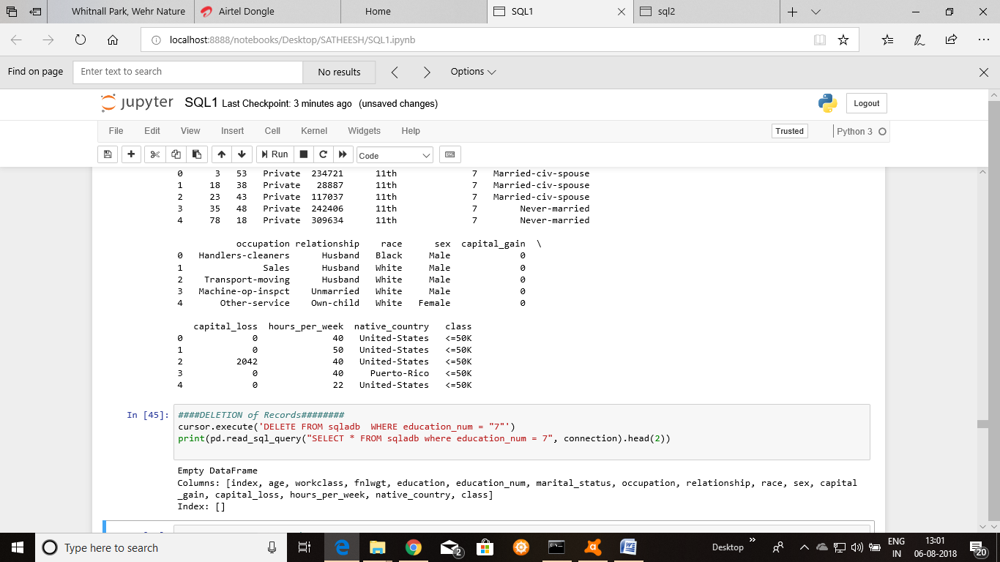 Whitnall Park, Wehr Nature Airtel Dongle Home SQL1 sql2
localhost:8888/notebooks/Desktop/SATHEESH/SQL1.ipynb
Find on page Enter text to search No results Options
jupyter SQL1 Last Checkpoint: 3 minutes ago (unsaved changes) Logout
File Edit View Insert Cell Kernel Widgets Help Trusted Python 3
Run Code
0 3 53 Private 234721 11th 7 Married-civ-spouse
1 18 38 Private 28887 11th 7 Married-civ-spouse
2 23 43 Private 117037 11th 7 Married-civ-spouse
3 35 48 Private 242406 11th 7 Never-married
4 78 18 Private 309634 11th 7 Never-married
occupation relationship race sex capital_gain \
0 Handlers-cleaners Husband Black Male 0
1 Sales Husband White Male 0
2 Transport-moving Husband White Male 0
3 Machine-op-inspct Unmarried White Male 0
4 Other-service Own-child White Female 0
capital_loss hours_per_week native_country class
0 0 40 United-States <=50K
1 0 50 United-States <=50K
2 2042 40 United-States <=50K
3 0 40 Puerto-Rico <=50K
4 0 22 United-States <=50K
In [45]: ####DELETION of Records########
cursor.execute('DELETE FROM sqladb  WHERE education_num = "7"')
print(pd.read_sql_query("SELECT * FROM sqladb where education_num = 7", connection).head(2))
Empty DataFrame
Columns: [index, age, workclass, fnlwgt, education, education_num, marital_status, occupation, relationship, race, sex, capital
_gain, capital_loss, hours_per_week, native_country, class]
Index: []
Type here to search 2 Desktop ENG 13:01
IN 06-08-2018 20